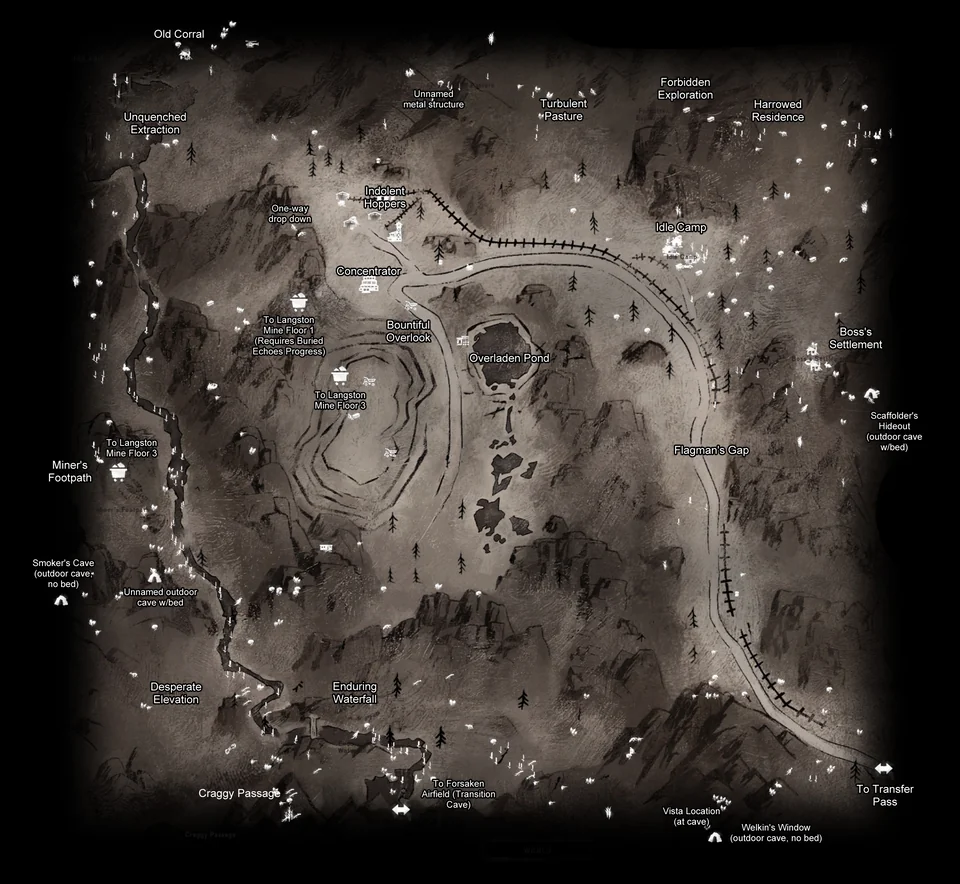 Old Corral
Forbidden
Exploration
Unnamed
metal structure
Turbulent
Pasture
Harrowed
Residence
Unquenched
Extraction
Indolent
Hoppers
One-way
drop down
Idle Camp
Concentrator
To Langston
Mine Floor 1
(Requires Buried
Echoes Progress)
Bountiful
Overlook
Overladen Pond
Boss's
Settlement
To Langston
Mine Floor 3
Scaffolder's
Hideout
(outdoor cave
w/bed)
To Langston
Mine Floor 3
Flagman's Gap
Miner's
Footpath
Smoker's Cave
(outdoor cave,
no bed)
Unnamed outdoor
cave w/bed
Desperate
Elevation
Enduring
Waterfall
Craggy Passage
To Forsaken
Airfield (Transition
Cave)
To Transfer
Pass
Vista Location
(at cave)
Welkin's Window
(outdoor cave, no bed)
Craggy Passage